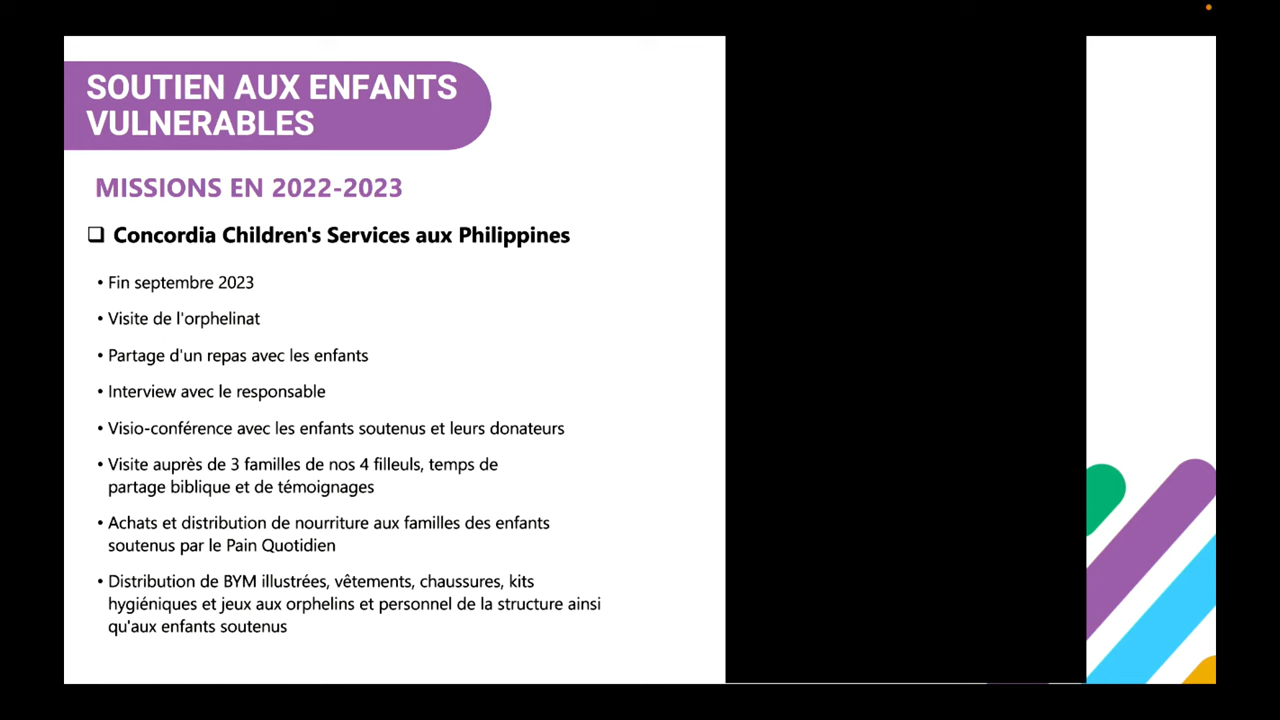 SOUTIEN AUX ENFANTS
VULNERABLES
MISSIONS EN 2022-2023
❑ Concordia Children's Services aux Philippines
• Fin septembre 2023
• Visite de l'orphelinat
• Partage d'un repas avec les enfants
• Interview avec le responsable
• Visio-conférence avec les enfants soutenus et leurs donateurs
• Visite auprès de 3 familles de nos 4 filleuls, temps de
partage biblique et de témoignages
• Achats et distribution de nourriture aux familles des enfants
soutenus par le Pain Quotidien
• Distribution de BYM illustrées, vêtements, chaussures, kits
hygiéniques et jeux aux orphelins et personnel de la structure ainsi
qu'aux enfants soutenus